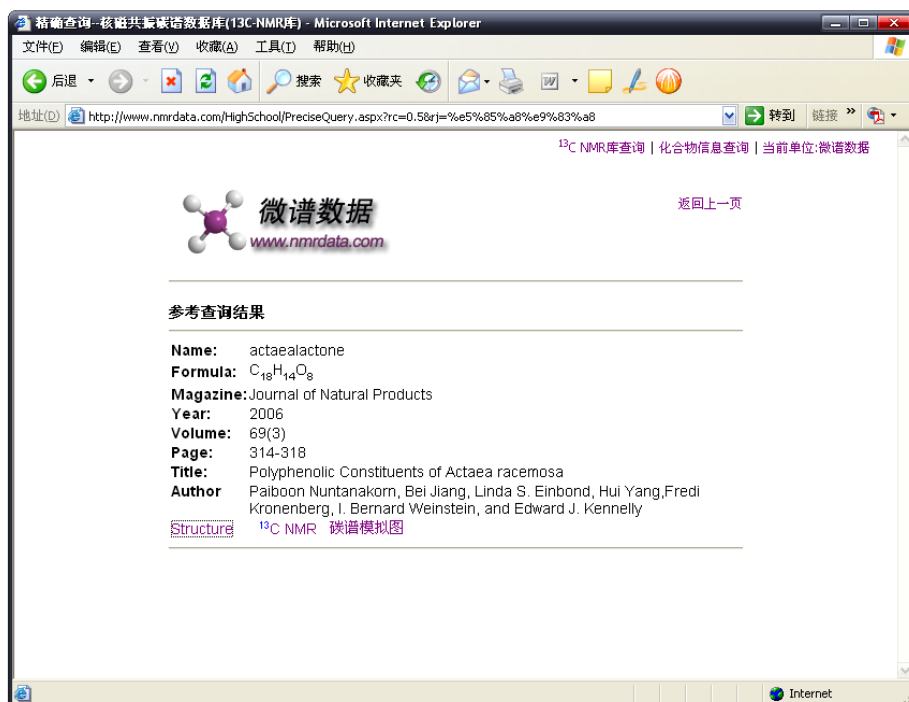 精确查询--核磁共振碳谱数据库(13C-NMR库) - Microsoft Internet Explorer
文件(F) 编辑(E) 查看(V) 收藏(A) 工具(T) 帮助(H)
后退 搜索 收藏夹
地址(D) http://www.nmrdata.com/HighSchool/PreciseQuery.aspx?rc=0.5&rj=%e5%85%a8%e9%83%a8 转到 链接 »
13C NMR库查询 | 化合物信息查询 | 当前单位:微谱数据
微谱数据 返回上一页
www.nmrdata.com
参考查询结果
Name: actaealactone
Formula: C18H14O8
Magazine: Journal of Natural Products
Year: 2006
Volume: 69(3)
Page: 314-318
Title: Polyphenolic Constituents of Actaea racemosa
Author Paiboon Nuntanakorn, Bei Jiang, Linda S. Einbond, Hui Yang,Fredi
Kronenberg, I. Bernard Weinstein, and Edward J. Kennelly
Structure 13C NMR 碳谱模拟图
Internet